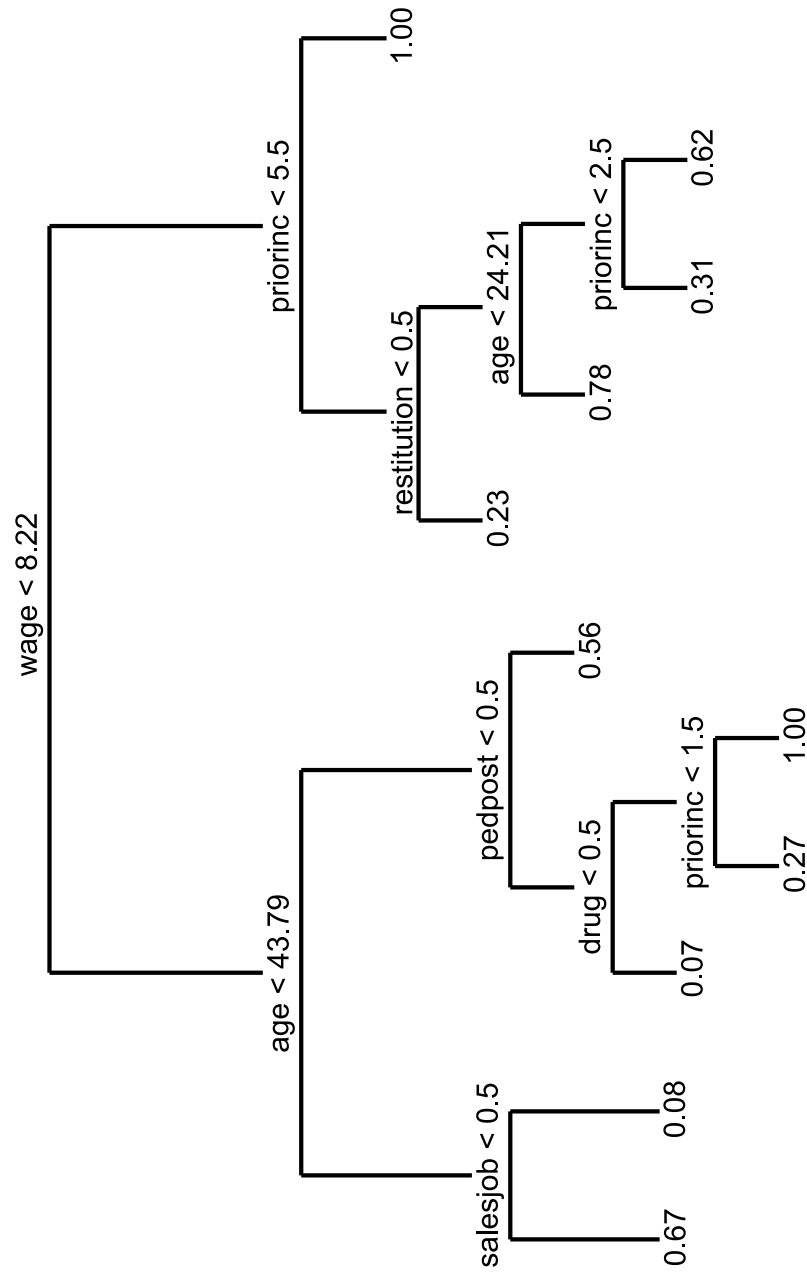 wage < 8.22
age < 43.79
priorinc < 5.5
salesjob < 0.5
pedpost < 0.5
restitution < 0.5
1.00
0.67
0.08
drug < 0.5
0.56
0.23
age < 24.21
0.07
priorinc < 1.5
0.78
priorinc < 2.5
0.27
1.00
0.31
0.62